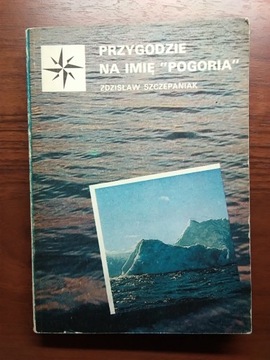 PRZYGODZIE
NA IMIĘ "POGORIA"
ZDZISŁAW SZCZEPANIAK